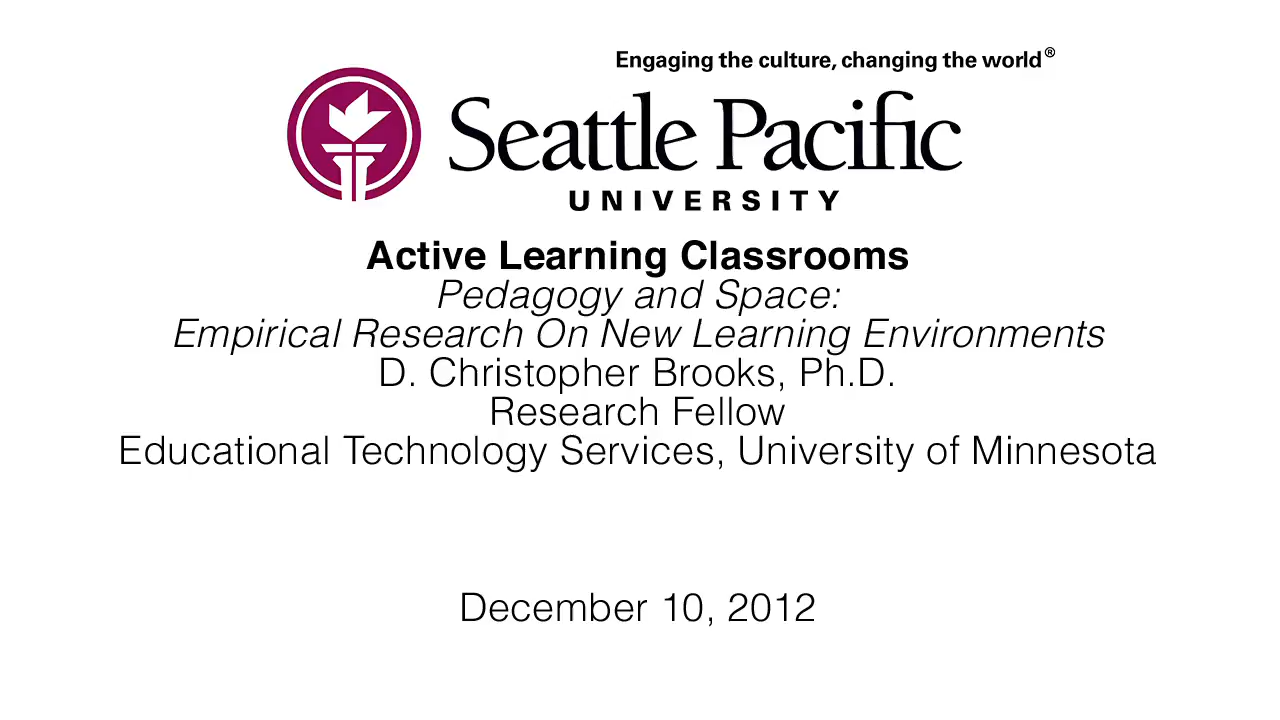 Engaging the culture, changing the world®
Seattle Pacific
UNIVERSITY
Active Learning Classrooms
Pedagogy and Space:
Empirical Research On New Learning Environments
D. Christopher Brooks, Ph.D.
Research Fellow
Educational Technology Services, University of Minnesota
December 10, 2012